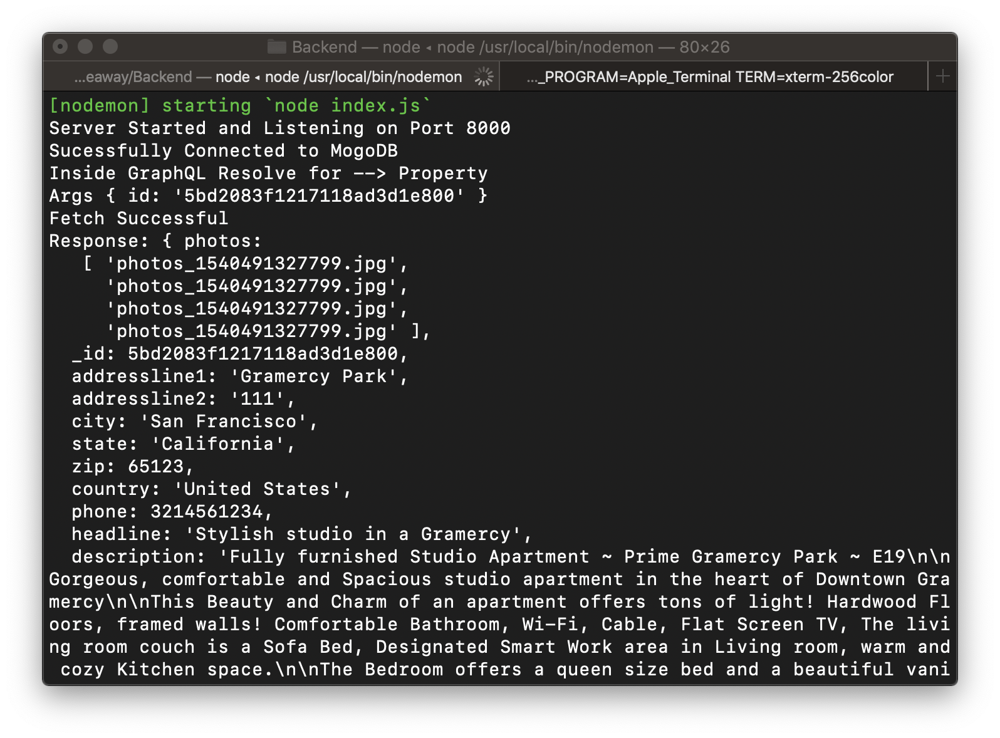 Backend — node ◂ node /usr/local/bin/nodemon — 80×26
...eaway/Backend — node ◂ node /usr/local/bin/nodemon
..._PROGRAM=Apple_Terminal TERM=xterm-256color
[nodemon] starting `node index.js`
Server Started and Listening on Port 8000
Sucessfully Connected to MogoDB
Inside GraphQL Resolve for --> Property
Args { id: '5bd2083f1217118ad3d1e800' }
Fetch Successful
Response: { photos:
   [ 'photos_1540491327799.jpg',
     'photos_1540491327799.jpg',
     'photos_1540491327799.jpg',
     'photos_1540491327799.jpg' ],
  _id: 5bd2083f1217118ad3d1e800,
  addressline1: 'Gramercy Park',
  addressline2: '111',
  city: 'San Francisco',
  state: 'California',
  zip: 65123,
  country: 'United States',
  phone: 3214561234,
  headline: 'Stylish studio in a Gramercy',
  description: 'Fully furnished Studio Apartment ~ Prime Gramercy Park ~ E19\n\n
Gorgeous, comfortable and Spacious studio apartment in the heart of Downtown Gra
mercy\n\nThis Beauty and Charm of an apartment offers tons of light! Hardwood Fl
oors, framed walls! Comfortable Bathroom, Wi-Fi, Cable, Flat Screen TV, The livi
ng room couch is a Sofa Bed, Designated Smart Work area in Living room, warm and
 cozy Kitchen space.\n\nThe Bedroom offers a queen size bed and a beautiful vani